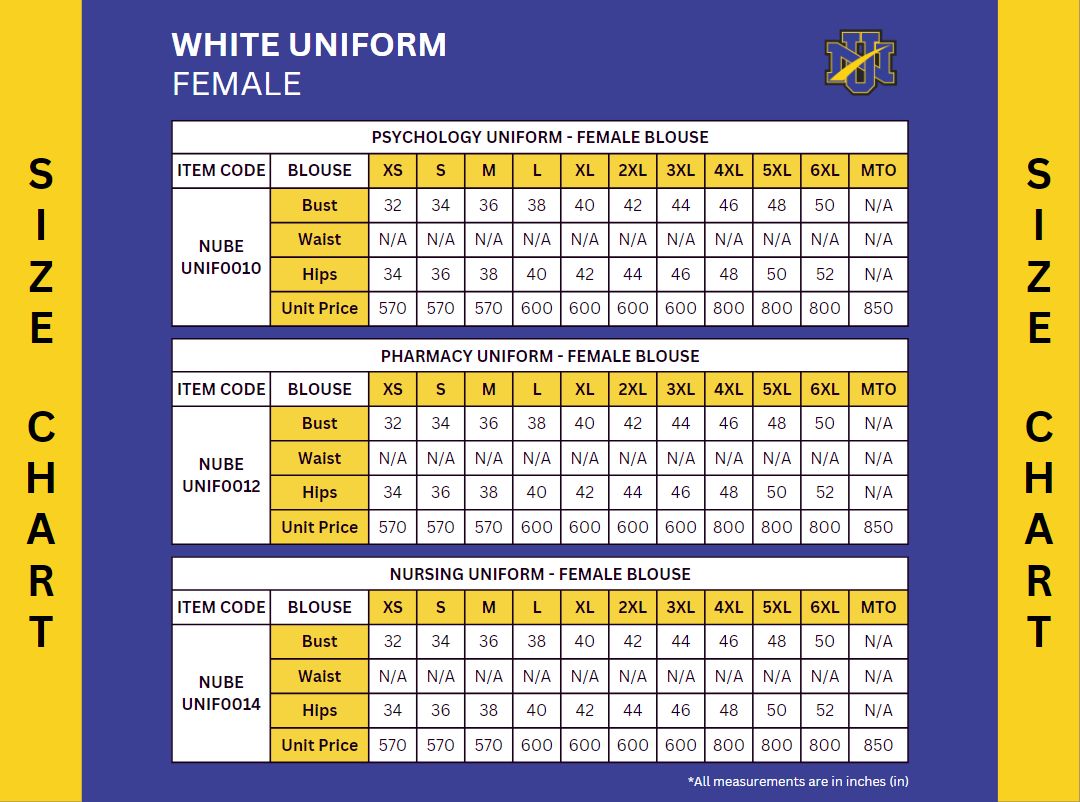 WHITE UNIFORM
FEMALE
NU
SIZE CHART
PSYCHOLOGY UNIFORM - FEMALE BLOUSE
ITEM CODE BLOUSE XS S M L XL 2XL 3XL 4XL 5XL 6XL MTO
NUBE UNIF0010
Bust 32 34 36 38 40 42 44 46 48 50 N/A
Waist N/A N/A N/A N/A N/A N/A N/A N/A N/A N/A N/A
Hips 34 36 38 40 42 44 46 48 50 52 N/A
Unit Price 570 570 570 600 600 600 600 800 800 800 850
PHARMACY UNIFORM - FEMALE BLOUSE
ITEM CODE BLOUSE XS S M L XL 2XL 3XL 4XL 5XL 6XL MTO
NUBE UNIF0012
Bust 32 34 36 38 40 42 44 46 48 50 N/A
Waist N/A N/A N/A N/A N/A N/A N/A N/A N/A N/A N/A
Hips 34 36 38 40 42 44 46 48 50 52 N/A
Unit Price 570 570 570 600 600 600 600 800 800 800 850
NURSING UNIFORM - FEMALE BLOUSE
ITEM CODE BLOUSE XS S M L XL 2XL 3XL 4XL 5XL 6XL MTO
NUBE UNIF0014
Bust 32 34 36 38 40 42 44 46 48 50 N/A
Waist N/A N/A N/A N/A N/A N/A N/A N/A N/A N/A N/A
Hips 34 36 38 40 42 44 46 48 50 52 N/A
Unit Price 570 570 570 600 600 600 600 800 800 800 850
*All measurements are in inches (in)
SIZE CHART